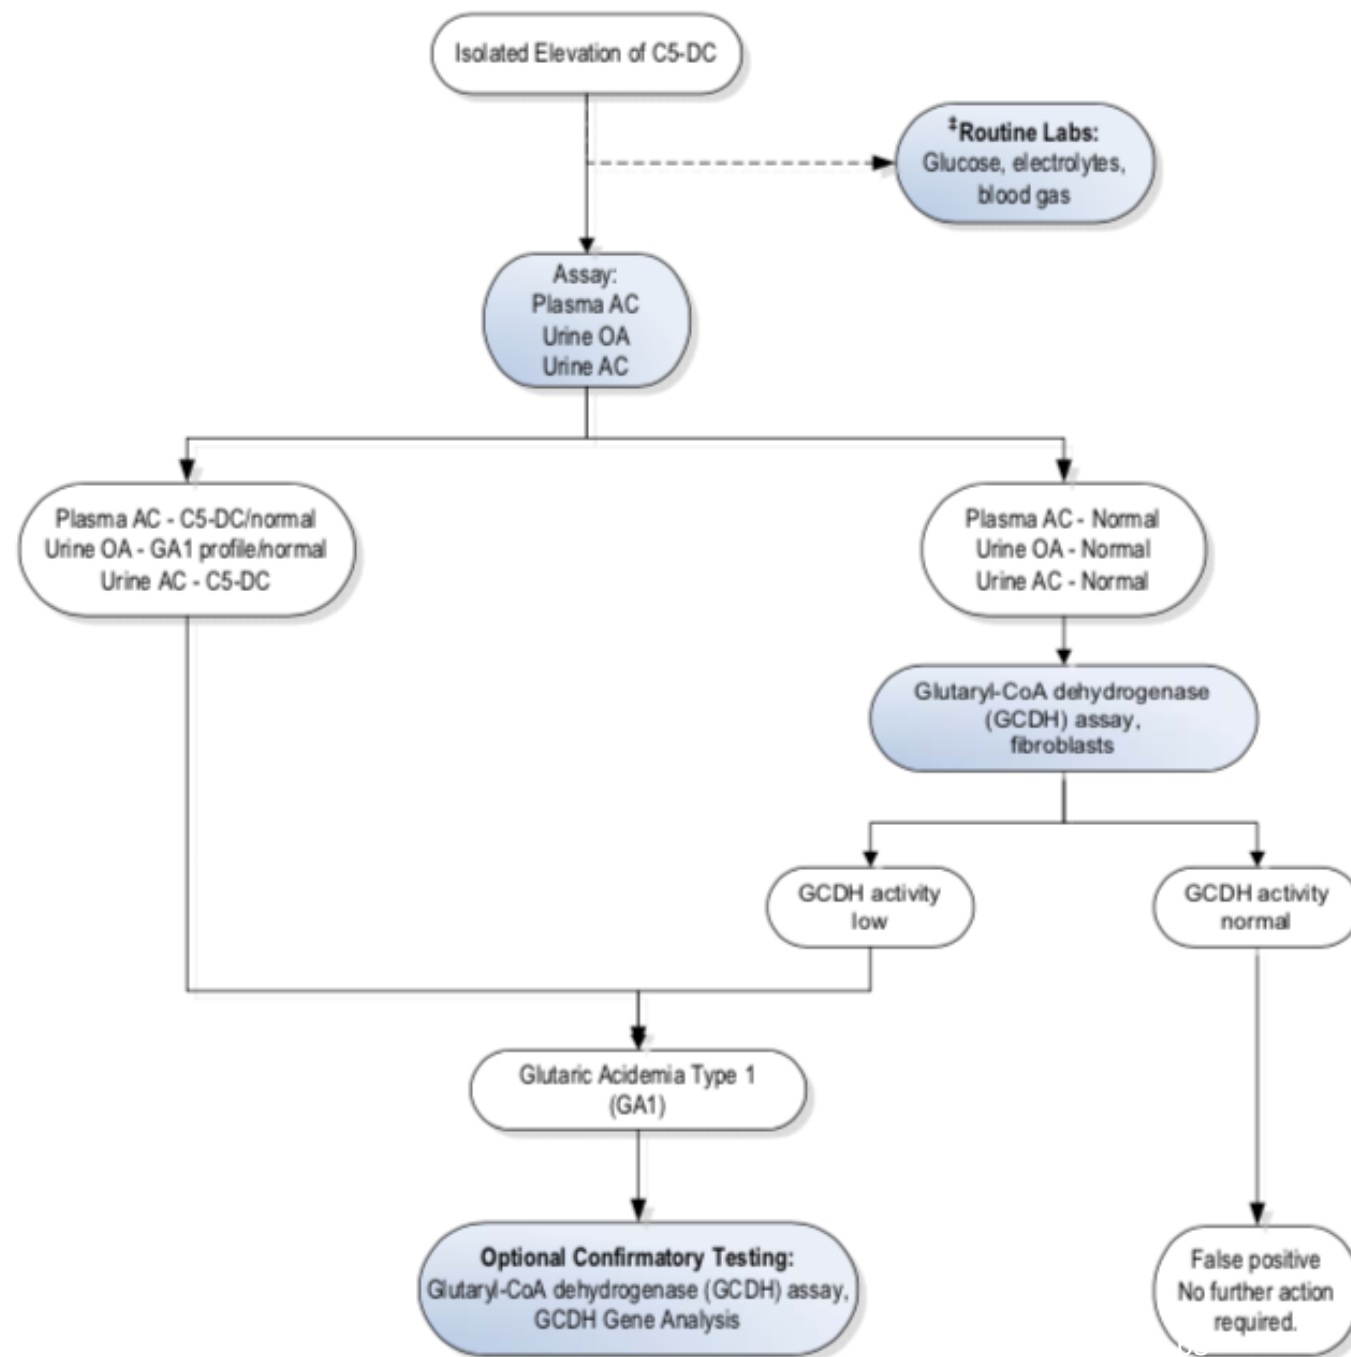 Isolated Elevation of C5-DC
‡Routine Labs:
Glucose, electrolytes,
blood gas
Assay:
Plasma AC
Urine OA
Urine AC
Plasma AC - C5-DC/normal
Urine OA - GA1 profile/normal
Urine AC - C5-DC
Plasma AC - Normal
Urine OA - Normal
Urine AC - Normal
Glutaryl-CoA dehydrogenase
(GCDH) assay,
fibroblasts
GCDH activity
low
GCDH activity
normal
Glutaric Acidemia Type 1
(GA1)
Optional Confirmatory Testing:
Glutaryl-CoA dehydrogenase (GCDH) assay,
GCDH Gene Analysis
False positive
No further action
required.